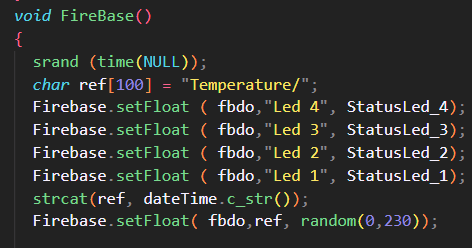 void FireBase()
{
srand (time(NULL));
char ref[100] = "Temperature/";
Firebase.setFloat ( fbdo,"Led 4", StatusLed_4);
Firebase.setFloat ( fbdo,"Led 3", StatusLed_3);
Firebase.setFloat ( fbdo,"Led 2", StatusLed_2);
Firebase.setFloat ( fbdo,"Led 1", StatusLed_1);
strcat(ref, dateTime.c_str());
Firebase.setFloat( fbdo,ref, random(0,230));